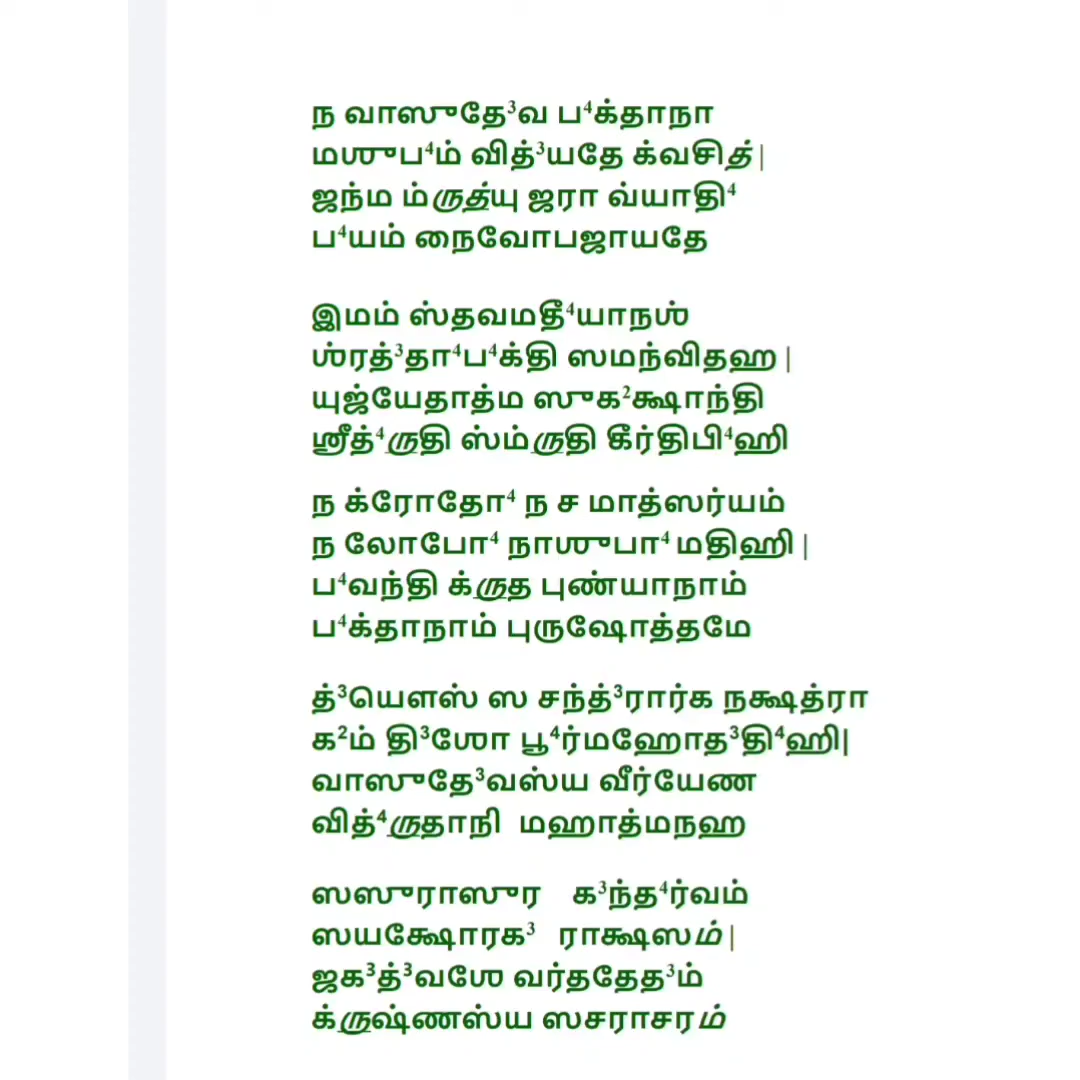 ந வாஸுதே³வ ப⁴க்தாநா
மஶுப⁴ம் வித்³யதே க்வசித்|
ஜந்ம ம்ருத்யு ஜரா வ்யாதி⁴
ப⁴யம் நைவோபஜாயதே
இமம் ஸ்தவமதீ⁴யாநஶ்
ஶ்ரத்³தா⁴ப⁴க்தி ஸமந்விதஹ |
யுஜ்யேதாத்ம ஸுக²க்ஷாந்தி
ஸ்ரீத்⁴ருதி ஸ்ம்ருதி கீர்திபி⁴ஹி
ந க்ரோதோ⁴ ந ச மாத்ஸர்யம்
ந லோபோ⁴ நாஶுபா⁴ மதிஹி |
ப⁴வந்தி க்ருத புண்யாநாம்
ப⁴க்தாநாம் புருஷோத்தமே
த்³யௌஸ் ஸ சந்த்³ரார்க நக்ஷத்ரா
க²ம் தி³ஶோ பூ⁴ர்மஹோத³தி⁴ஹி|
வாஸுதே³வஸ்ய வீர்யேண
வித்⁴ருதாநி மஹாத்மநஹ
ஸஸுராஸுர க³ந்த⁴ர்வம்
ஸயக்ஷோரக³ ராக்ஷஸம் |
ஜக³த்³வஶே வர்ததேத³ம்
க்ருஷ்ணஸ்ய ஸசராசரம்